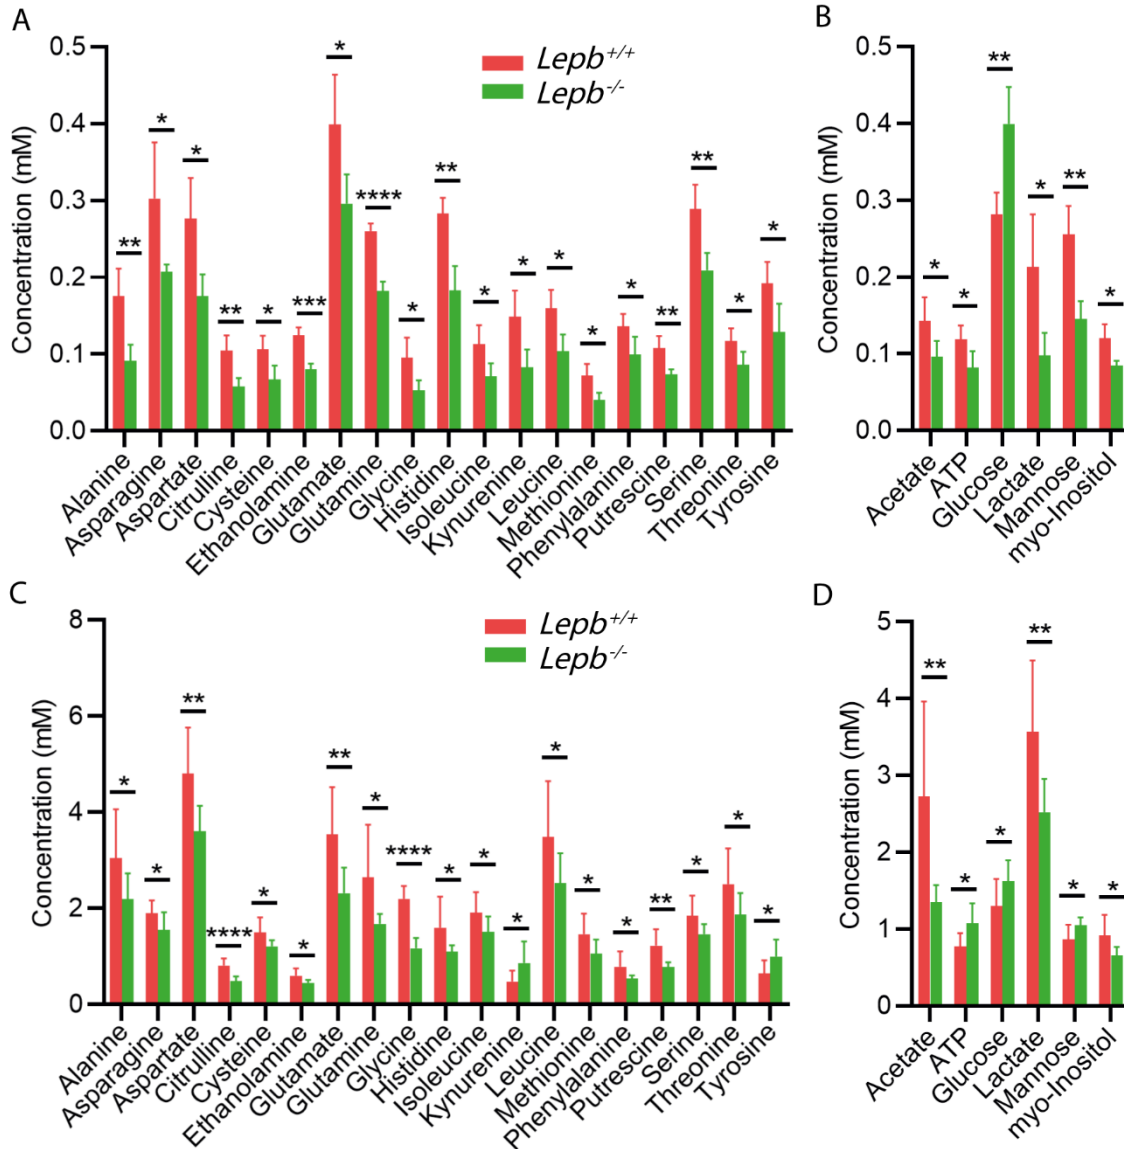 A
B
Lepb+/+
Lepb-/-
Concentration (mM)
0.5
0.4
0.3
0.2
0.1
0.0
** * * ** * *** * **** * ** * * * * * ** ** * *
Alanine
Asparagine
Aspartate
Citrulline
Cysteine
Ethanolamine
Glutamate
Glutamine
Glycine
Histidine
Isoleucine
Kynurenine
Leucine
Methionine
Phenylalanine
Putrescine
Serine
Threonine
Tyrosine
Concentration (mM)
0.5
0.4
0.3
0.2
0.1
0.0
* * ** * ** *
Acetate
ATP
Glucose
Lactate
Mannose
myo-Inositol
C
D
Lepb+/+
Lepb-/-
Concentration (mM)
8
6
4
2
0
* * ** **** * * ** * **** * * * * * * ** * * *
Alanine
Asparagine
Aspartate
Citrulline
Cysteine
Ethanolamine
Glutamate
Glutamine
Glycine
Histidine
Isoleucine
Kynurenine
Leucine
Methionine
Phenylalanine
Putrescine
Serine
Threonine
Tyrosine
Concentration (mM)
5
4
3
2
1
0
** * * ** * *
Acetate
ATP
Glucose
Lactate
Mannose
myo-Inositol